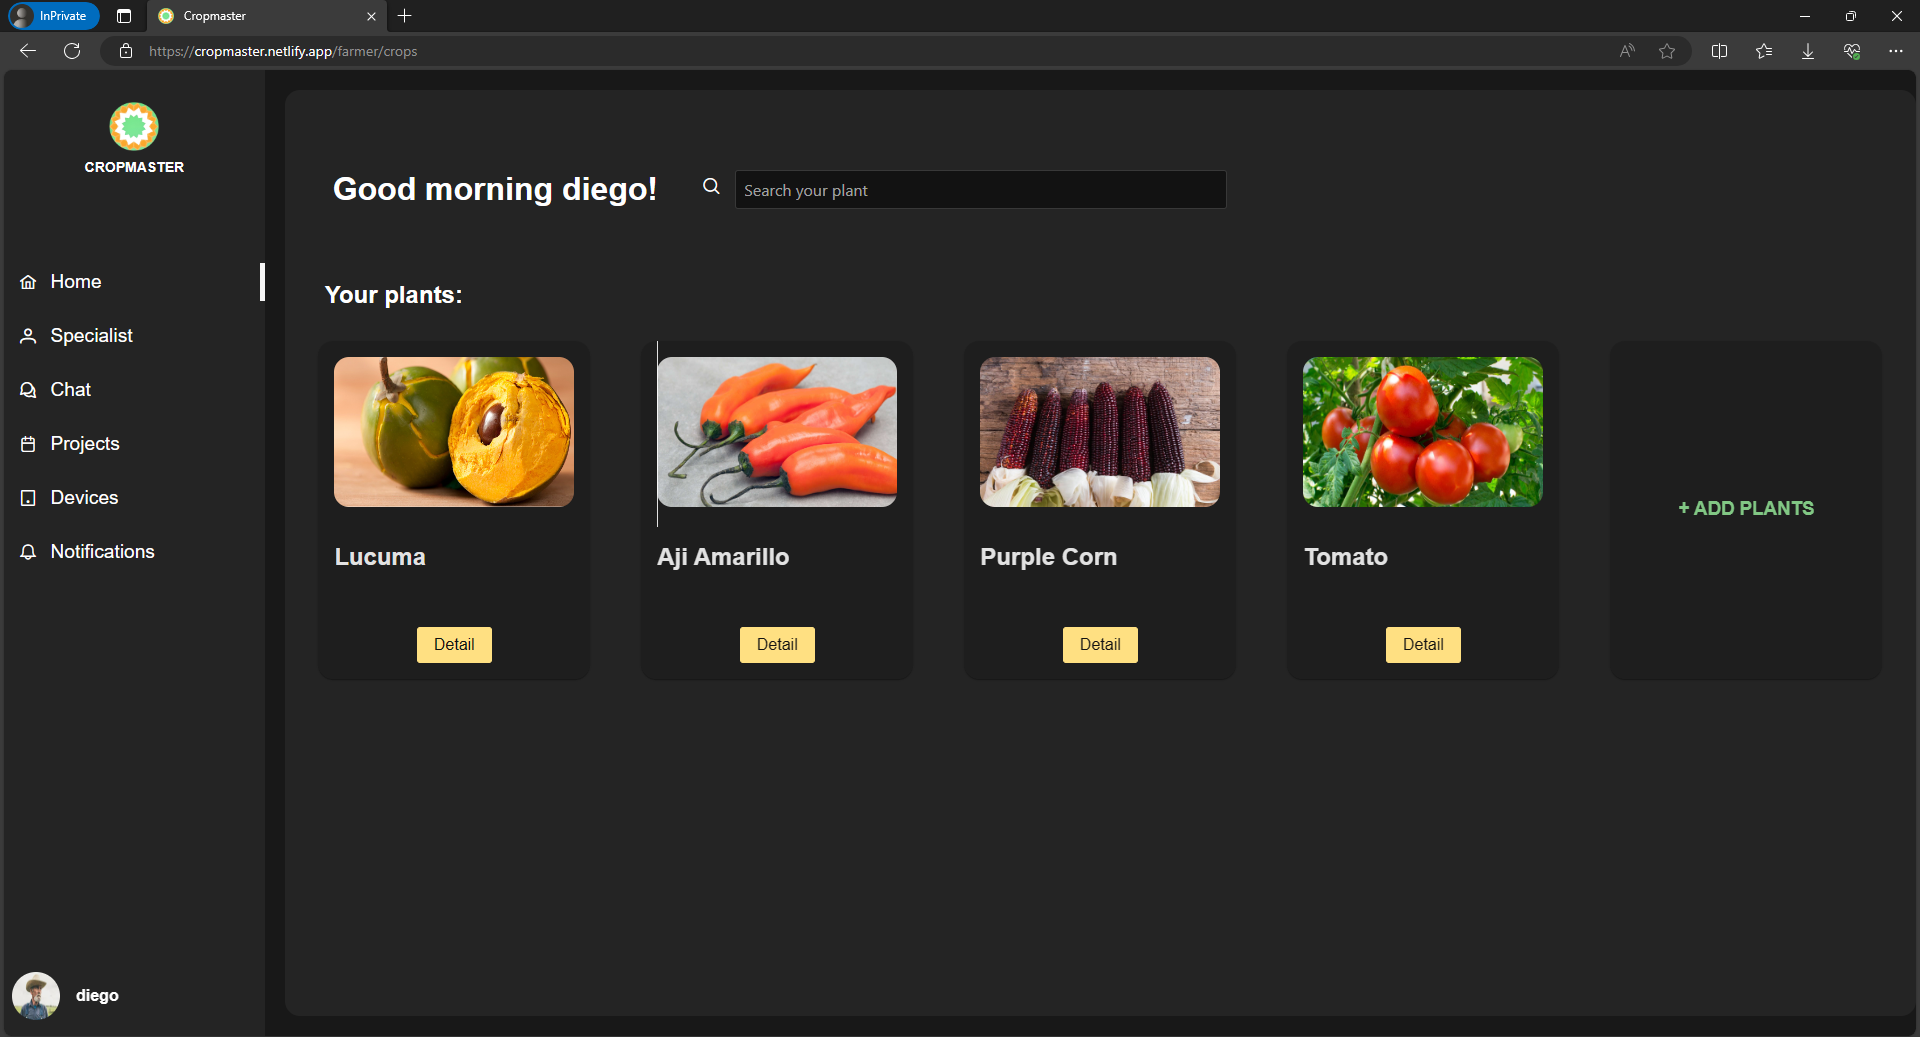 InPrivate
Cropmaster
https://cropmaster.netlify.app/farmer/crops
CROPMASTER
Home
Specialist
Chat
Projects
Devices
Notifications
diego
Good morning diego!
Search your plant
Your plants:
Lucuma
Detail
Aji Amarillo
Detail
Purple Corn
Detail
Tomato
Detail
+ ADD PLANTS